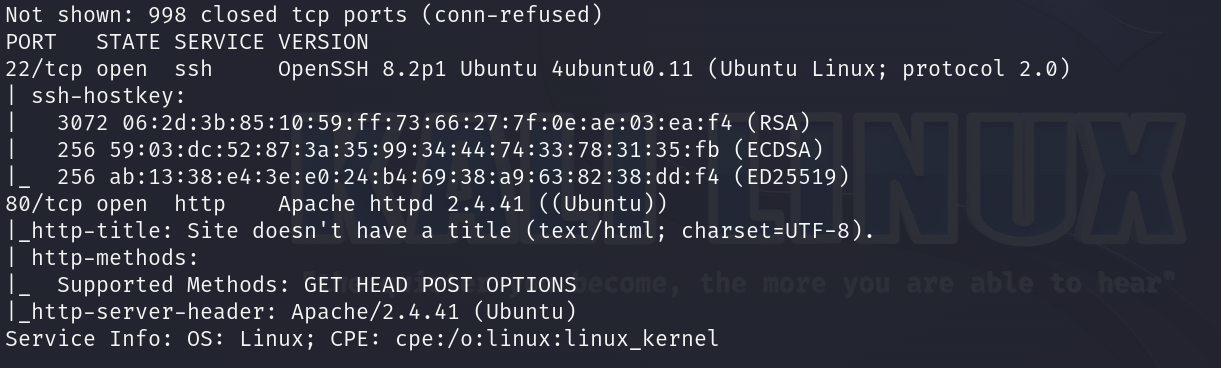 Not shown: 998 closed tcp ports (conn-refused)
PORT   STATE SERVICE VERSION
22/tcp open  ssh     OpenSSH 8.2p1 Ubuntu 4ubuntu0.11 (Ubuntu Linux; protocol 2.0)
| ssh-hostkey:
|   3072 06:2d:3b:85:10:59:ff:73:66:27:7f:0e:ae:03:ea:f4 (RSA)
|   256 59:03:dc:52:87:3a:35:99:34:44:74:33:78:31:35:fb (ECDSA)
|_  256 ab:13:38:e4:3e:e0:24:b4:69:38:a9:63:82:38:dd:f4 (ED25519)
80/tcp open  http    Apache httpd 2.4.41 ((Ubuntu))
|_http-title: Site doesn't have a title (text/html; charset=UTF-8).
| http-methods:
|_  Supported Methods: GET HEAD POST OPTIONS
|_http-server-header: Apache/2.4.41 (Ubuntu)
Service Info: OS: Linux; CPE: cpe:/o:linux:linux_kernel
LINUX
become, the more you are able to hear"